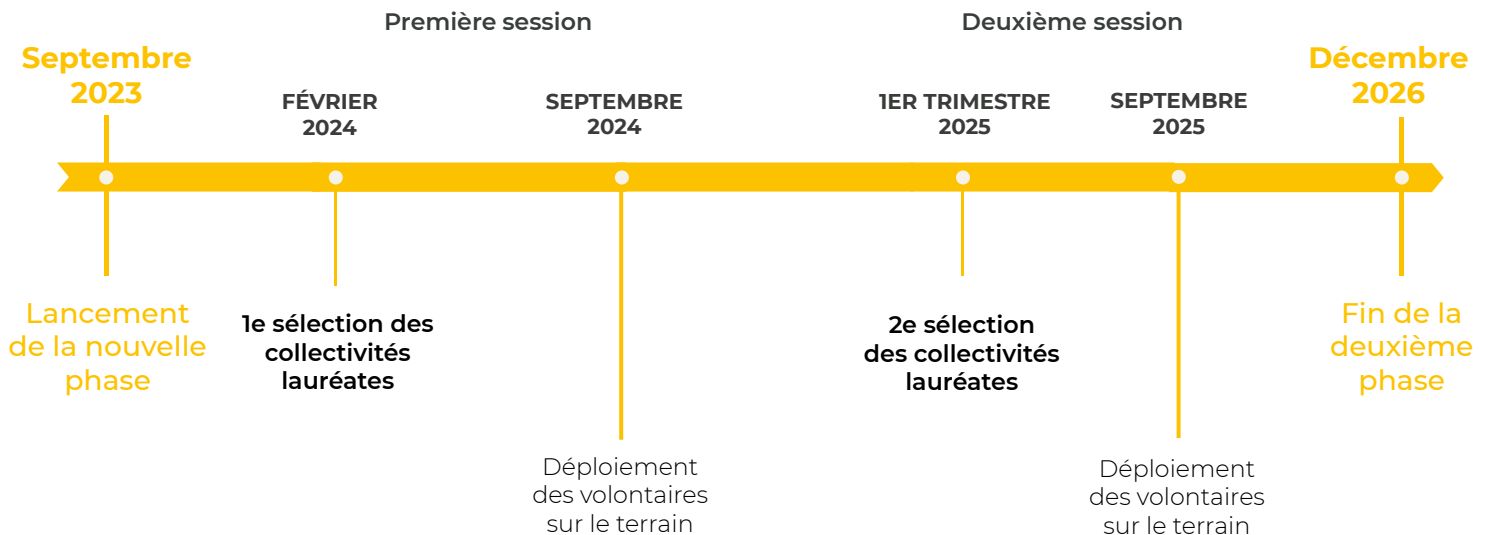 Première session
Deuxième session
Septembre
2023
FÉVRIER
2024
SEPTEMBRE
2024
1ER TRIMESTRE
2025
SEPTEMBRE
2025
Décembre
2026
Lancement
de la nouvelle
phase
1e sélection des
collectivités
lauréates
Déploiement
des volontaires
sur le terrain
2e sélection
des collectivités
lauréates
Déploiement
des volontaires
sur le terrain
Fin de la
deuxième
phase